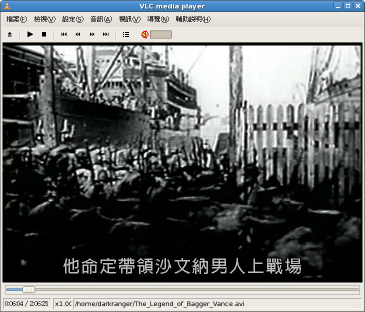 VLC media player
檔案(F) 檢視(V) 設定(S) 音訊(A) 視訊(V) 導覽(N) 輔助說明(H)
他命定帶領沙文納男人上戰場
0:06:04 / 2:06:25 x1.00 /home/darkranger/The_Legend_of_Bagger_Vance.avi